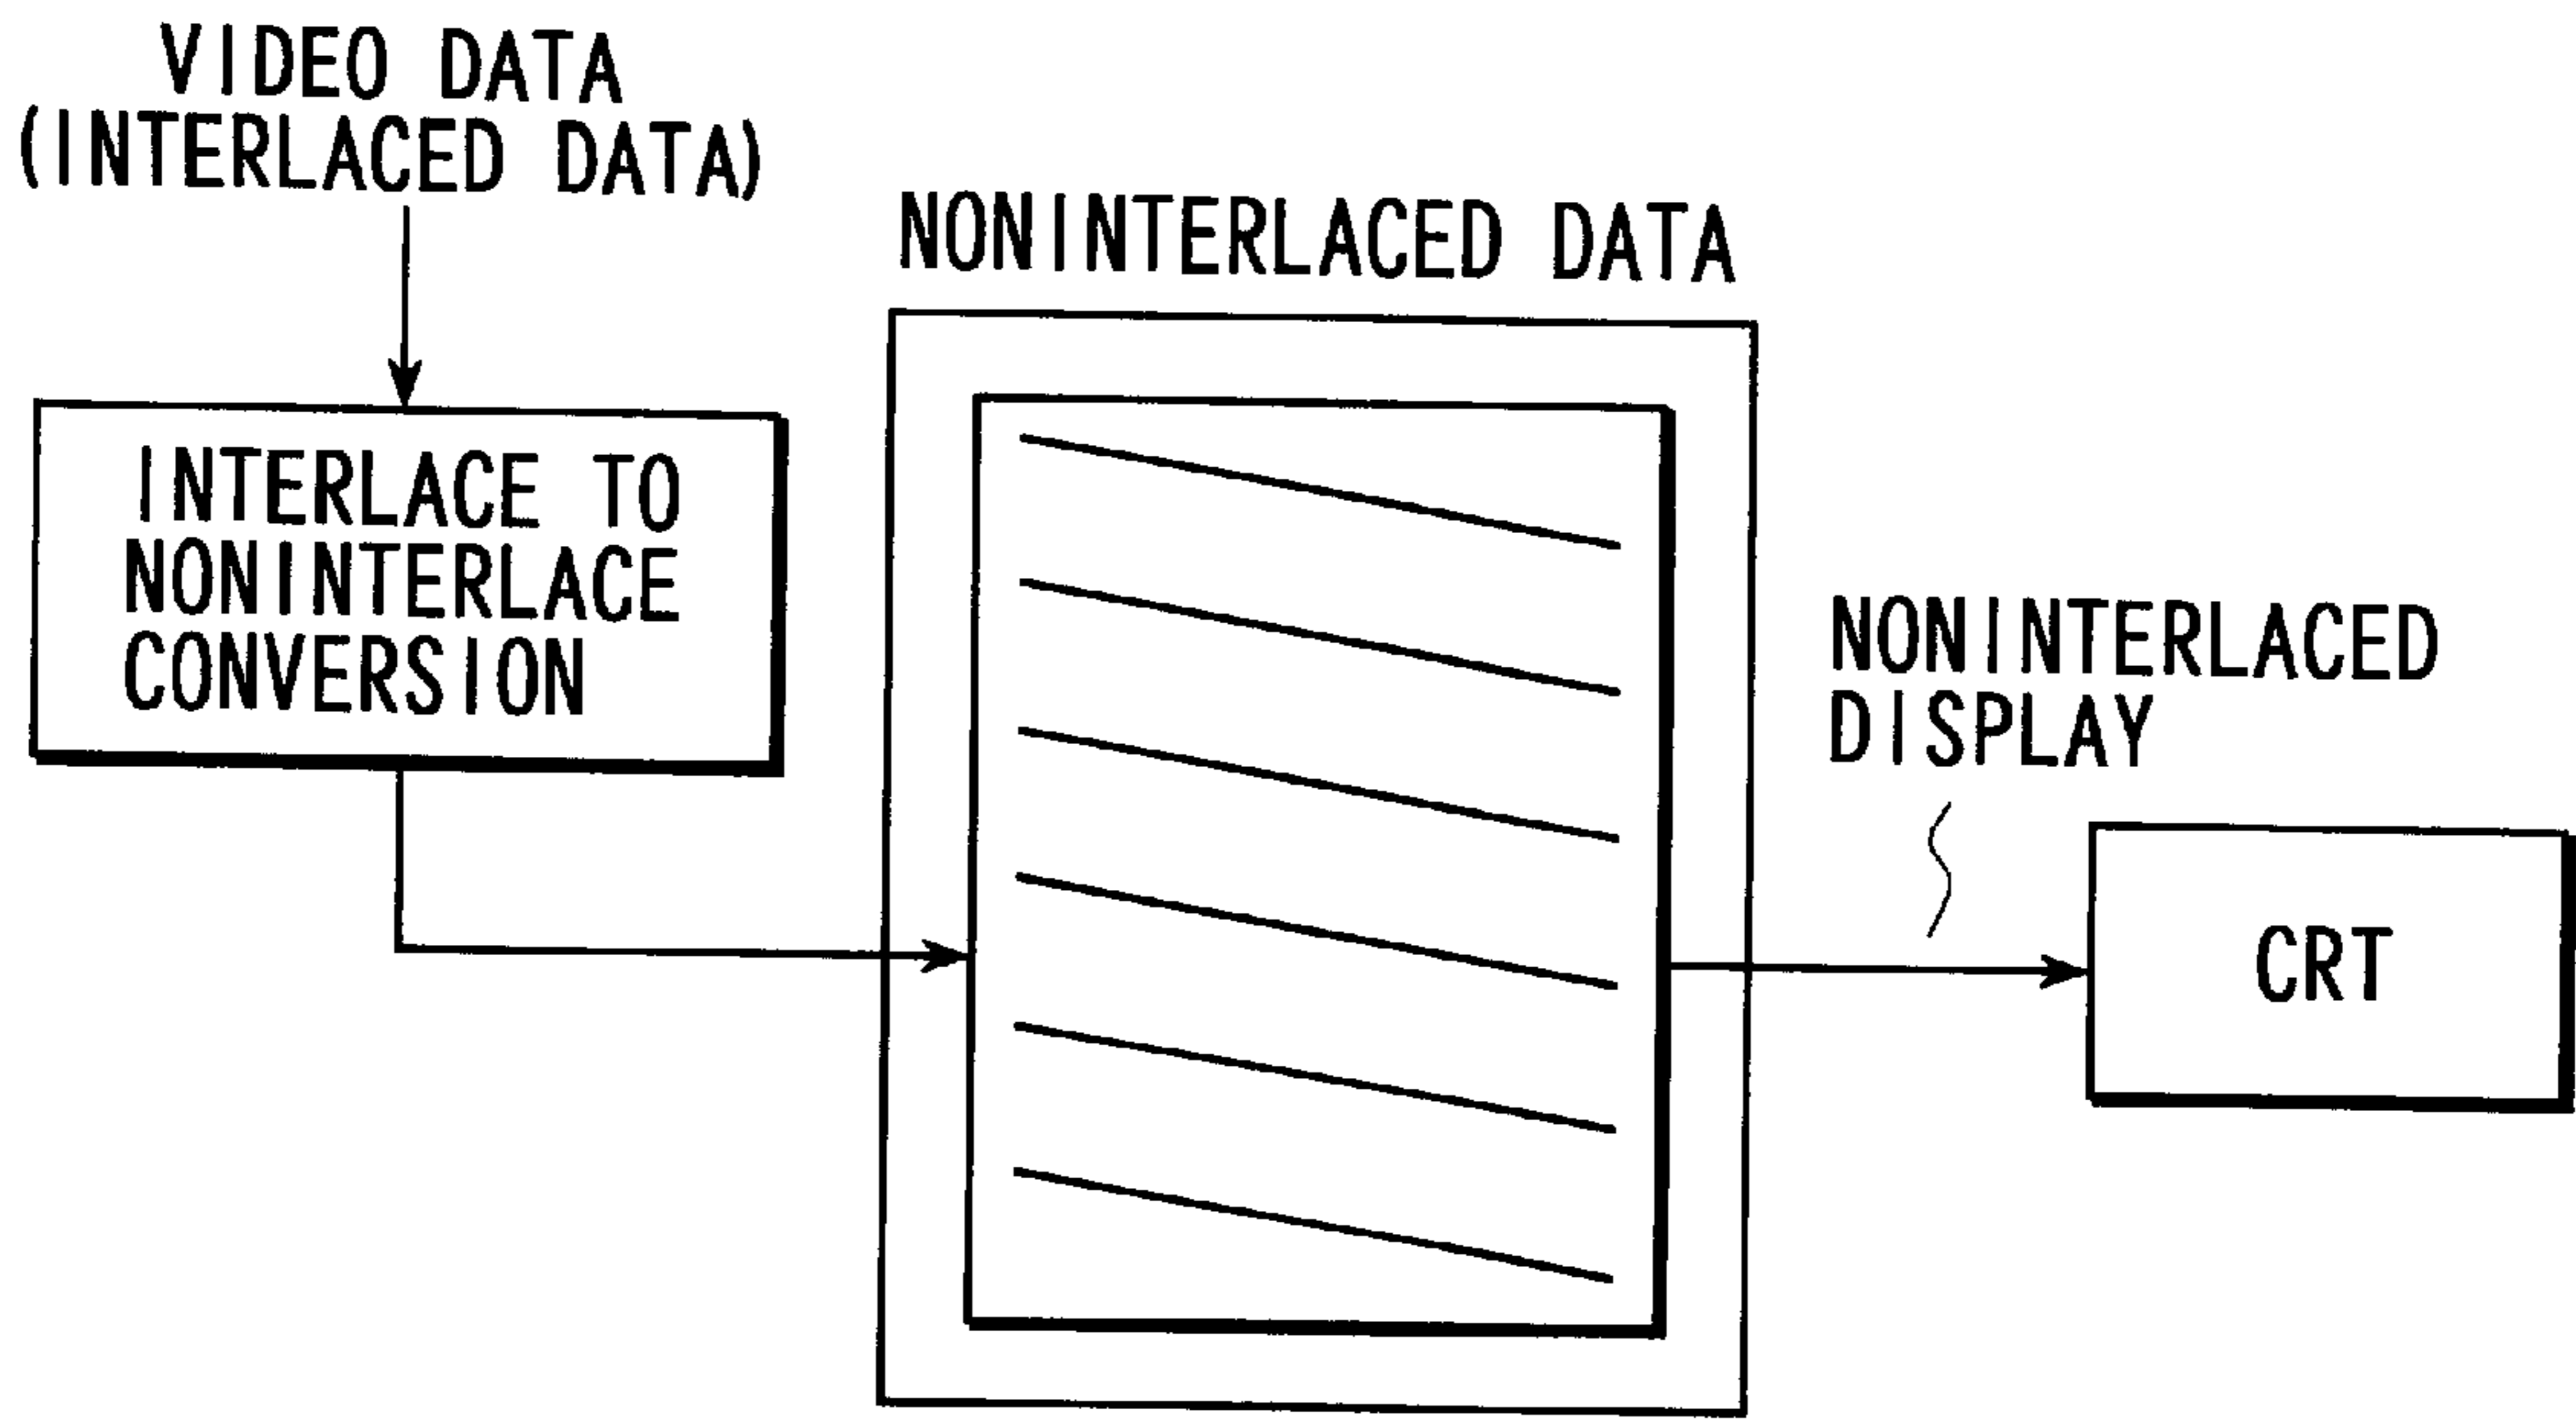 VIDEO DATA
(INTERLACED DATA)
INTERLACE TO
NONINTERLACE
CONVERSION
NONINTERLACED DATA
NONINTERLACED
DISPLAY
CRT